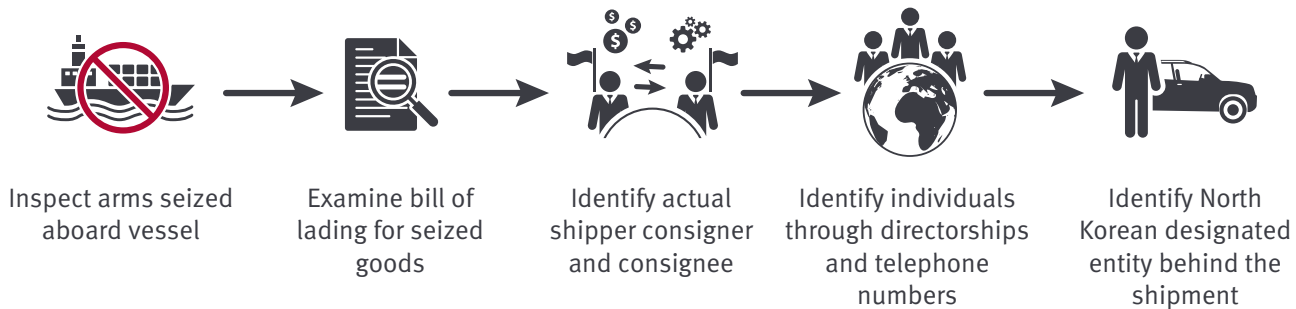 Inspect arms seized
aboard vessel
Examine bill of
lading for seized
goods
Identify actual
shipper consigner
and consignee
Identify individuals
through directorships
and telephone
numbers
Identify North
Korean designated
entity behind the
shipment